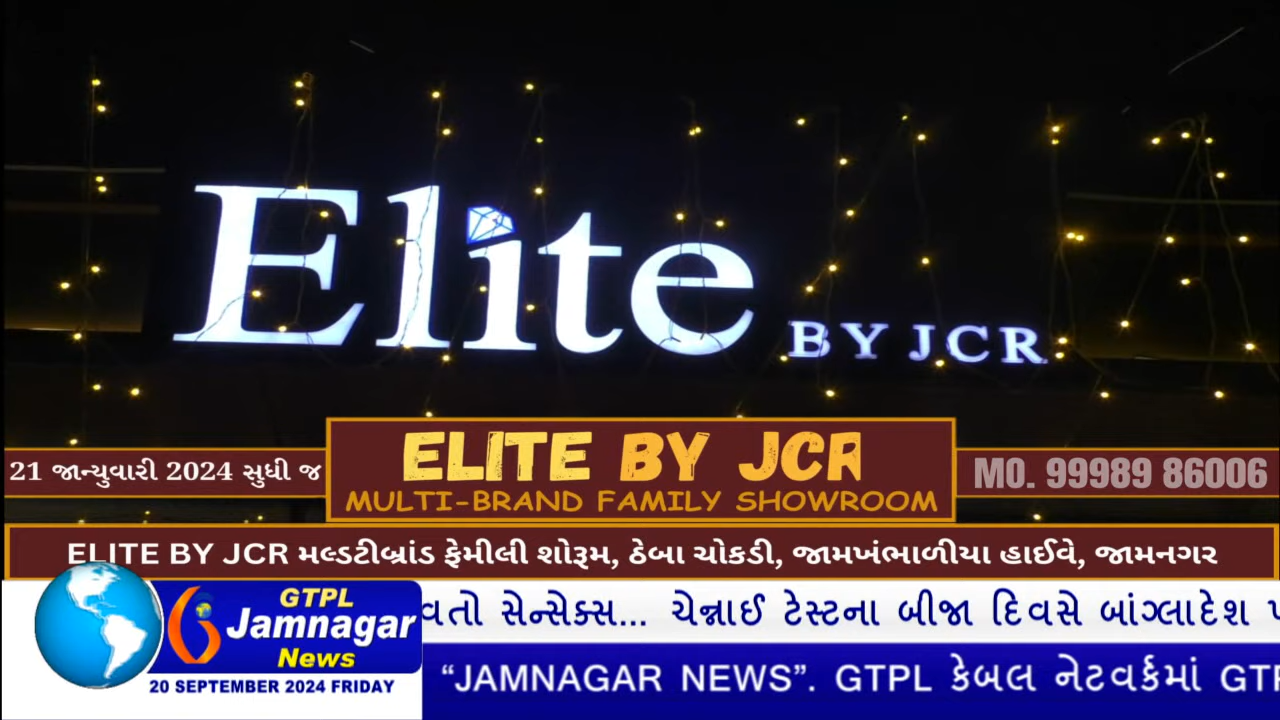 Elite BY JCR
ELITE BY JCR
MULTI-BRAND FAMILY SHOWROOM
21 જાન્યુવારી 2024 સુધી જ
MO. 99989 86006
ELITE BY JCR મલ્ડટીબ્રાંડ ફેમીલી શોરૂમ, ઠેબા ચોકડી, જામખંભાળીયા હાઈવે, જામનગર
GTPL
Jamnagar
News
20 SEPTEMBER 2024 FRIDAY
વતો સેન્સેક્સ... ચેન્નાઈ ટેસ્ટના બીજા દિવસે બાંગ્લાદેશ
“JAMNAGAR NEWS”. GTPL કેબલ નેટવર્કમાં GTP